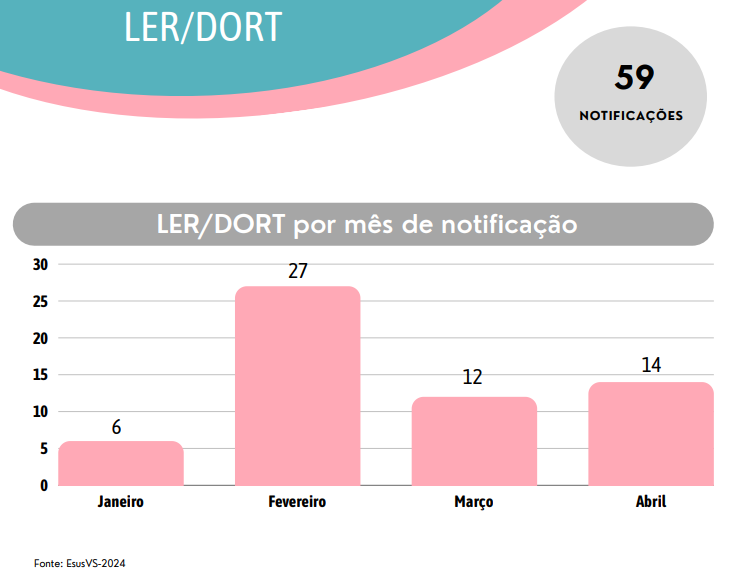 LER/DORT
59
NOTIFICAÇÕES
LER/DORT por mês de notificação
30
25
20
15
10
5
0
6
27
12
14
Janeiro
Fevereiro
Março
Abril
Fonte: EsusVS-2024